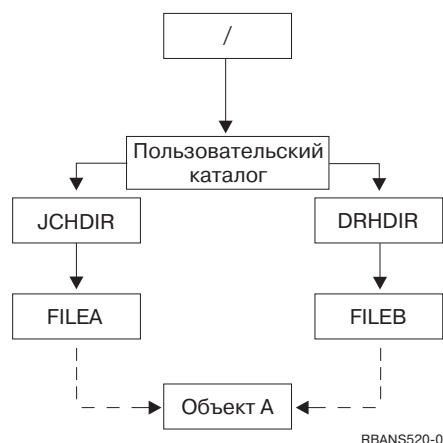 /
Пользовательский
каталог
JCHDIR
DRHDIR
FILEA
FILEB
Объект A
RBANS520-0